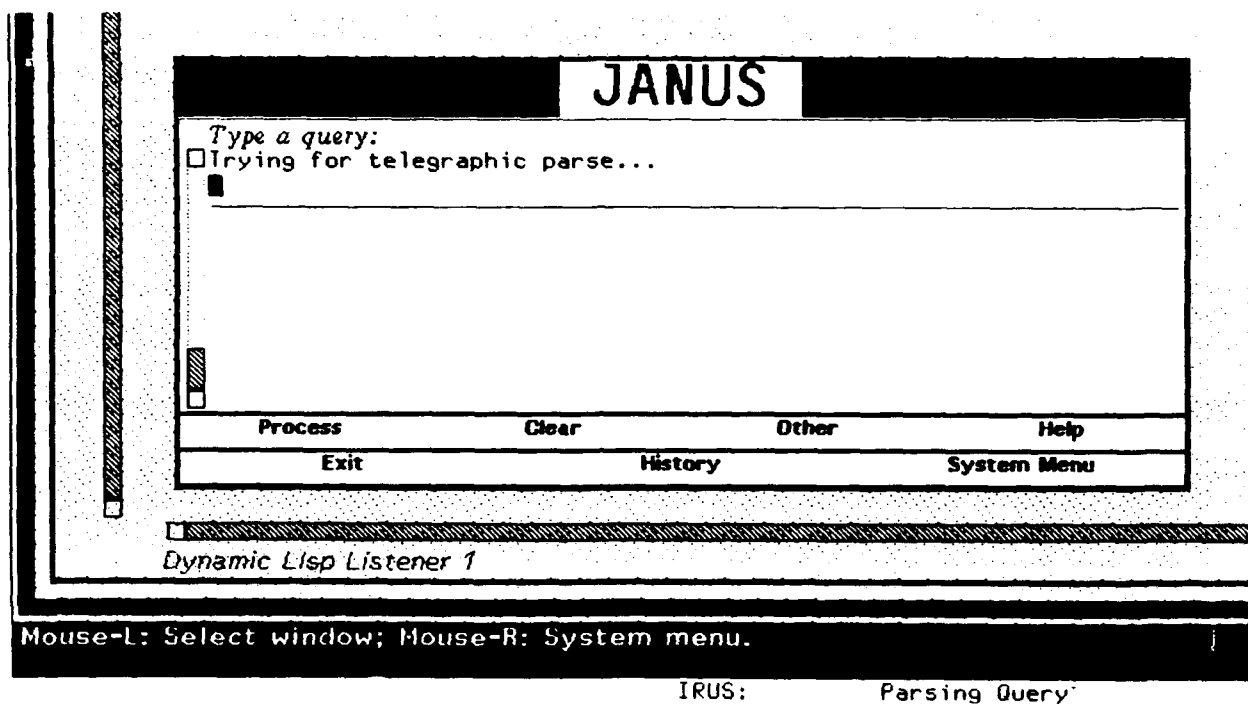 JANUS
Type a query:
Trying for telegraphic parse...
Process Clear Other Help
Exit History System Menu
Dynamic Lisp Listener 1
Mouse-L: Select window; Mouse-R: System menu.
IRUS: Parsing Query